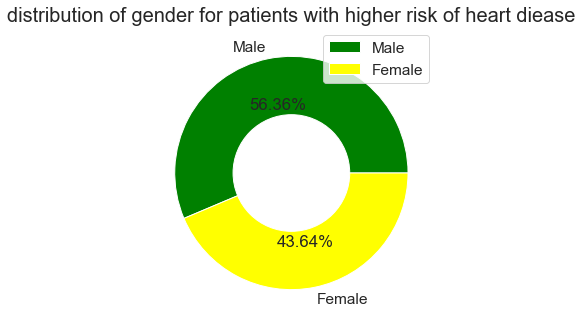 distribution of gender for patients with higher risk of heart diease
Male
Male
Female
56.36%
43.64%
Female